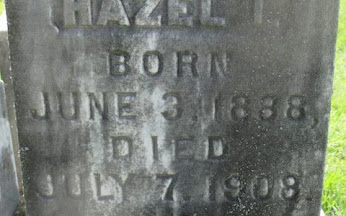 HAZEL I
BORN
JUNE 3, 1888,
DIED
JULY 7, 1908.